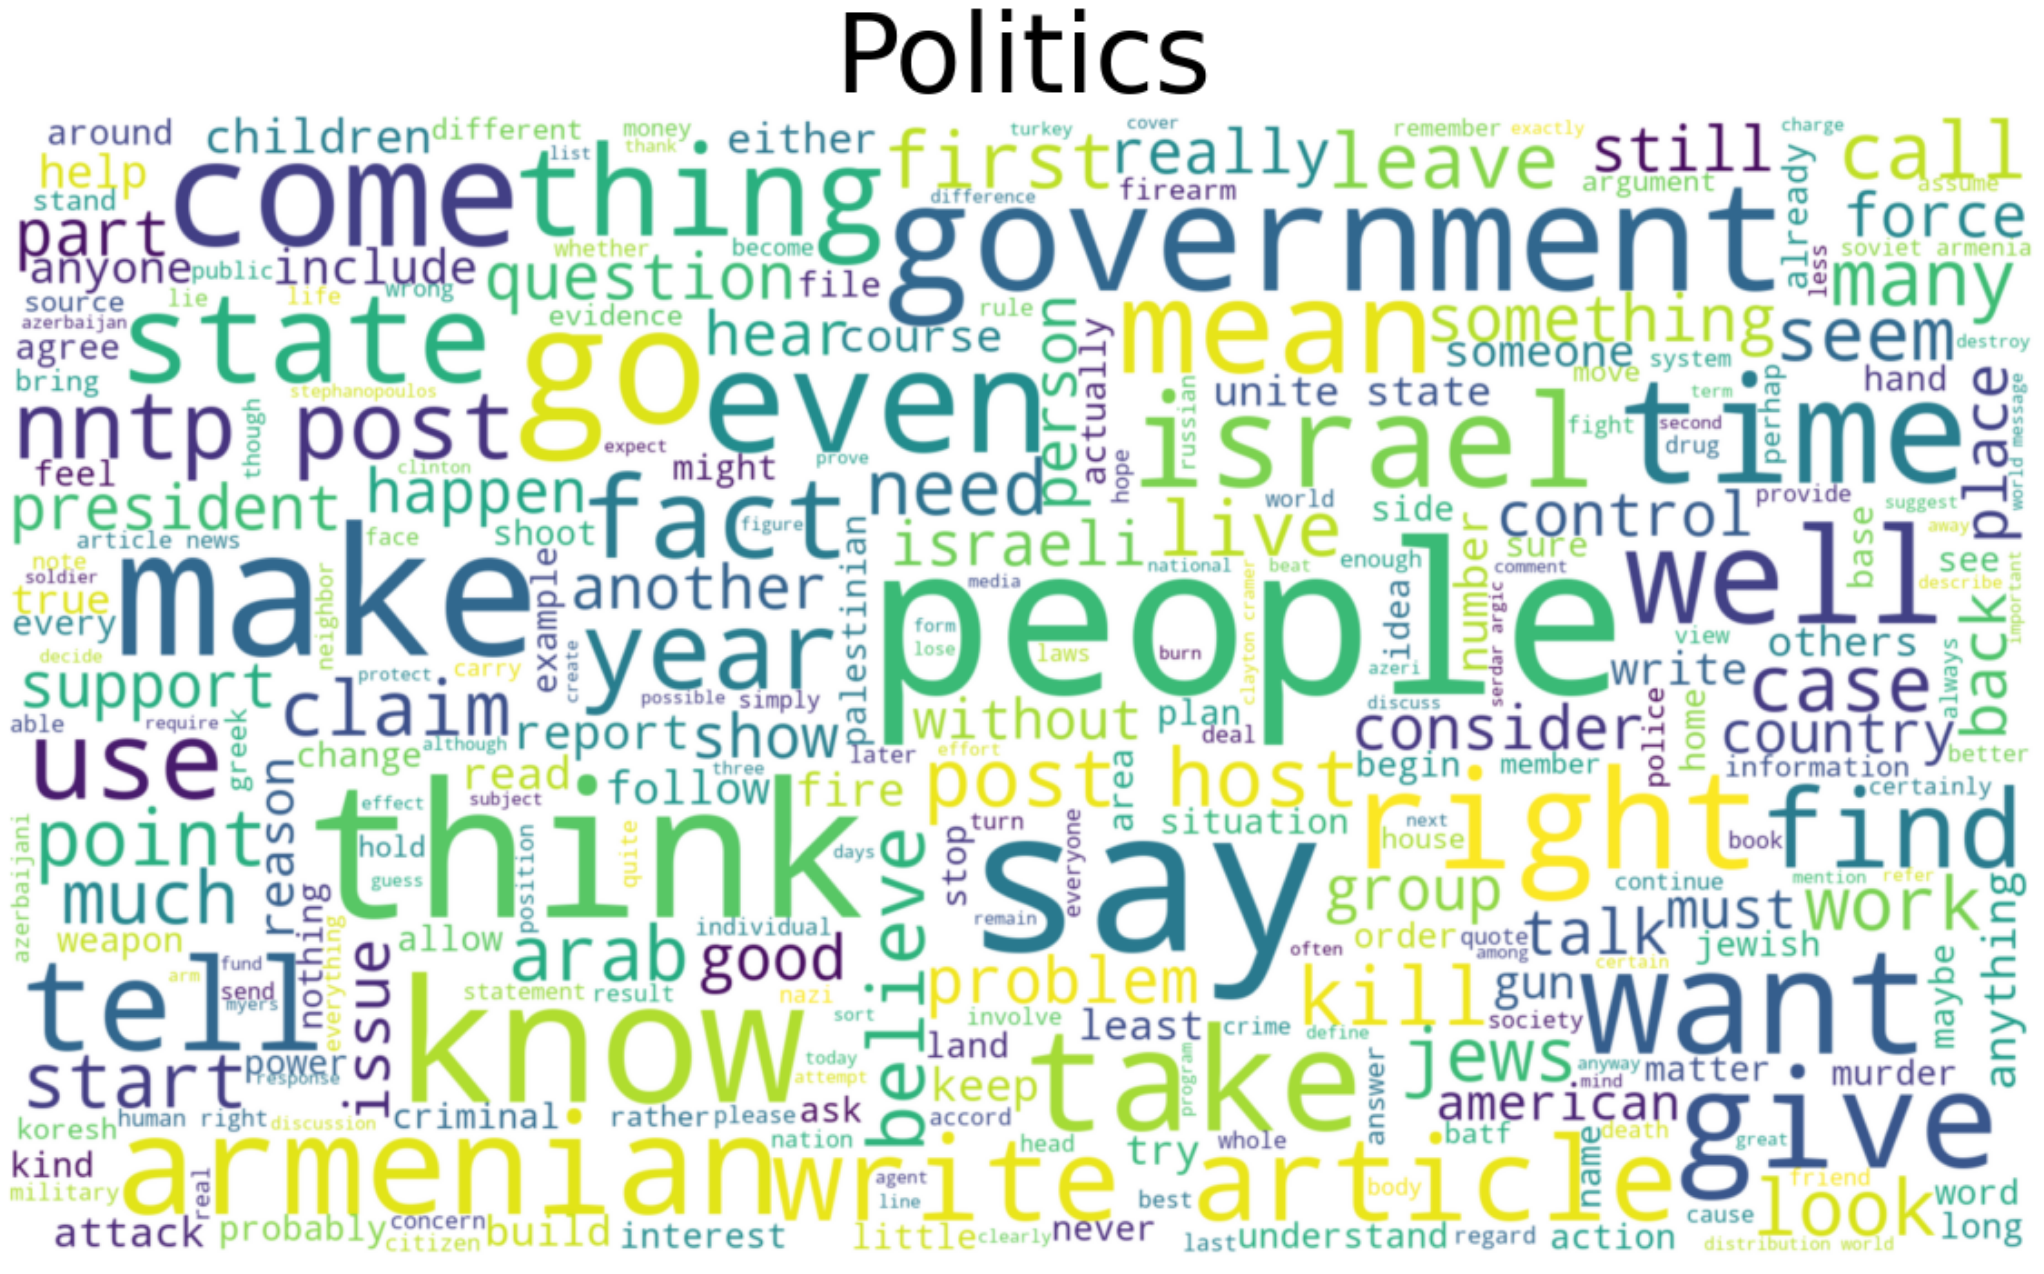 Politics
around children different money thank list either first turkey cover really remember exactly leave still charge call
help come thing difference firearm argument already assume
stand part government force
anyone public include whether become question file soviet armenia less many
source lie life wrong evidence rule mean something
azerbaijan state go hear course person actually someone system seem destroy
agree bring stephanopoulos even unite state move term hand
nntp post though expect prove russian israel fight second drug perhap time place world message
feel clinton might need hope
president happen fact figure world live side control provide suggest
article news face shoot israeli number sure base away see
note soldier make example another palestinian people media national beat enough comment well describe
true every neighbor year form lose laws burn clayton cramer idea azeri serdar argic view others back important
decide protect carry create write
support claim possible simply discuss case always
able require greek report show without plan deal consider police home country
use change although later effort area begin member information better
reason read three follow fire post host right certainly
azerbaijani point effect subject think hold quite days believe stop turn everyone situation next house book find
much guess position say group continue mention refer work
weapon nothing everything allow arab individual good remain often order quote among talk must jewish anything
tell fund arm send myers issue statement result nazi problem kill gun certain want maybe
know sort involve least crime define society
start power response today attempt land take program keep answer jews anyway mind matter murder
human right discussion criminal rather please ask accord american give
koresh nation head try whole batf death great
kind armenian write agent article name
military real line best body friend look word
attack probably concern citizen build interest little clearly never last understand regard action cause distribution world long